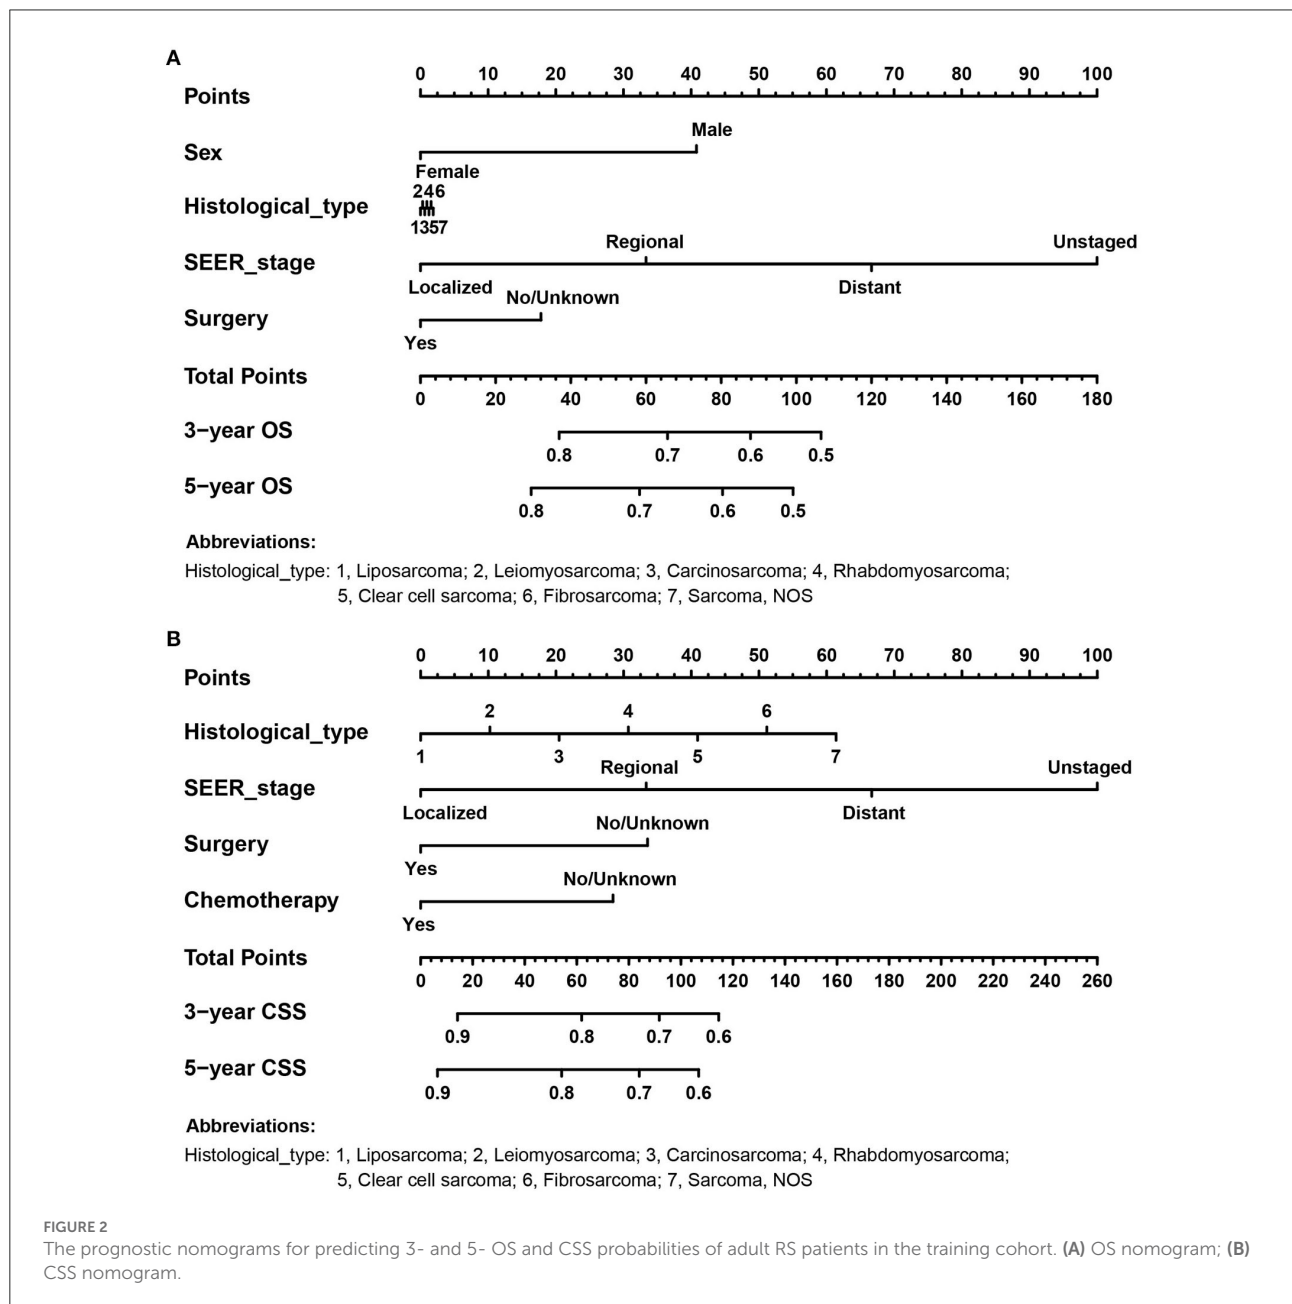 A
0 10 20 30 40 50 60 70 80 90 100
Points
Male
Sex
Female
2 4 6
Histological_type
1 3 5 7
Regional Unstaged
SEER_stage
Localized Distant
No/Unknown
Surgery
Yes
Total Points
0 20 40 60 80 100 120 140 160 180
3−year OS
0.8 0.7 0.6 0.5
5−year OS
0.8 0.7 0.6 0.5
Abbreviations:
Histological_type: 1, Liposarcoma; 2, Leiomyosarcoma; 3, Carcinosarcoma; 4, Rhabdomyosarcoma;
5, Clear cell sarcoma; 6, Fibrosarcoma; 7, Sarcoma, NOS
B
0 10 20 30 40 50 60 70 80 90 100
Points
2 4 6
Histological_type
1 3 5 7
Regional Unstaged
SEER_stage
Localized Distant
No/Unknown
Surgery
Yes
No/Unknown
Chemotherapy
Yes
Total Points
0 20 40 60 80 100 120 140 160 180 200 220 240 260
3−year CSS
0.9 0.8 0.7 0.6
5−year CSS
0.9 0.8 0.7 0.6
Abbreviations:
Histological_type: 1, Liposarcoma; 2, Leiomyosarcoma; 3, Carcinosarcoma; 4, Rhabdomyosarcoma;
5, Clear cell sarcoma; 6, Fibrosarcoma; 7, Sarcoma, NOS
FIGURE 2
The prognostic nomograms for predicting 3- and 5- OS and CSS probabilities of adult RS patients in the training cohort. (A) OS nomogram; (B)
CSS nomogram.